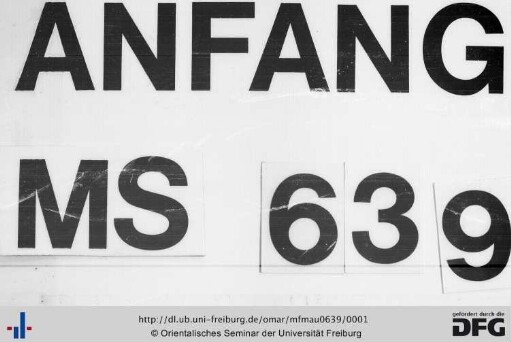 ANFANG
MS 639
http://dl.ub.uni-freiburg.de/omar/mfmau0639/0001
© Orientalisches Seminar der Universität Freiburg
gefördert durch die
DFG